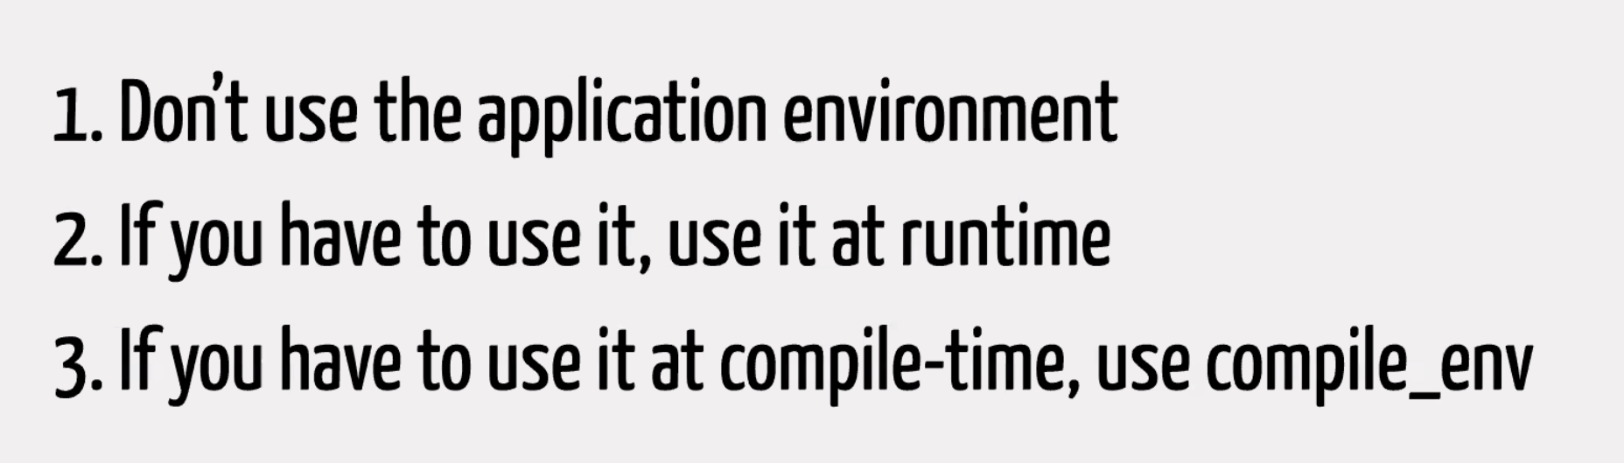 1. Don’t use the application environment
2. If you have to use it, use it at runtime
3. If you have to use it at compile-time, use compile_env